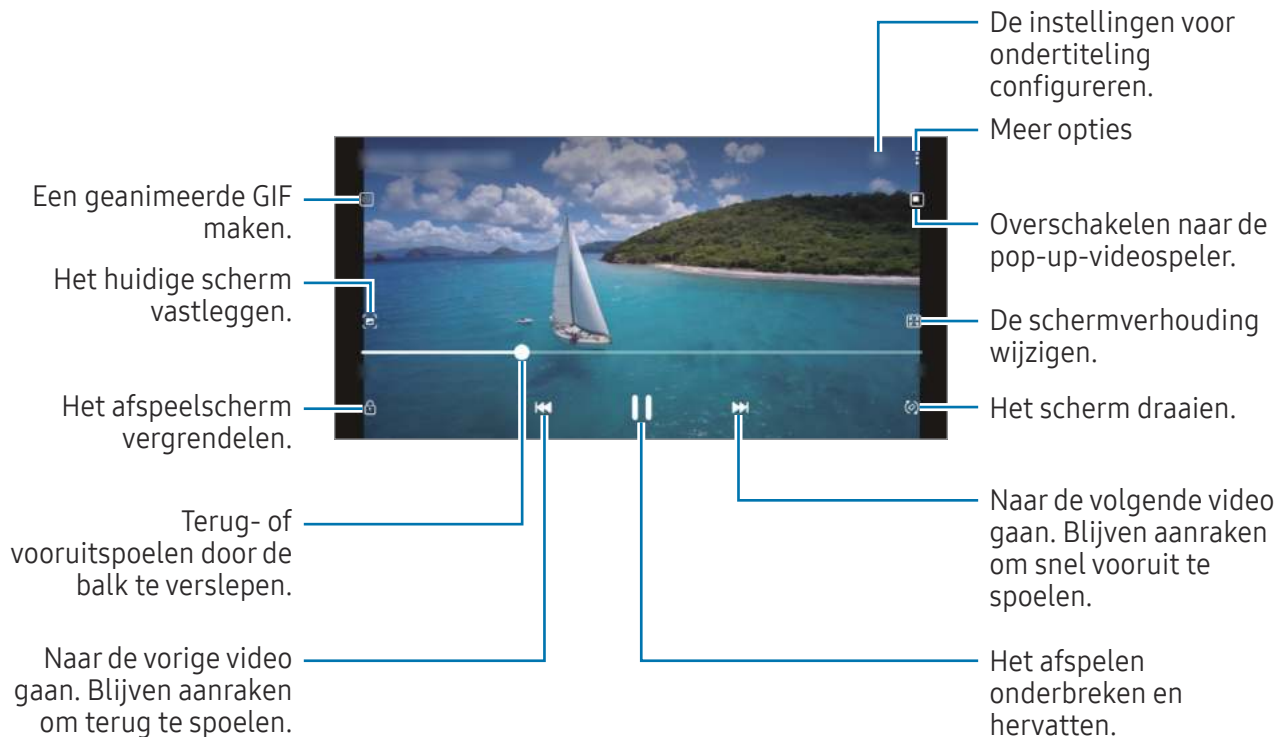 De instellingen voor
ondertiteling
configureren.
Meer opties
Een geanimeerde GIF
maken.
Overschakelen naar de
pop-up-videospeler.
Het huidige scherm
vastleggen.
De schermverhouding
wijzigen.
Het afspeelscherm
vergrendelen.
Het scherm draaien.
Terug- of
vooruitspoelen door de
balk te verslepen.
Naar de volgende video
gaan. Blijven aanraken
om snel vooruit te
spoelen.
Naar de vorige video
gaan. Blijven aanraken
om terug te spoelen.
Het afspelen
onderbreken en
hervatten.